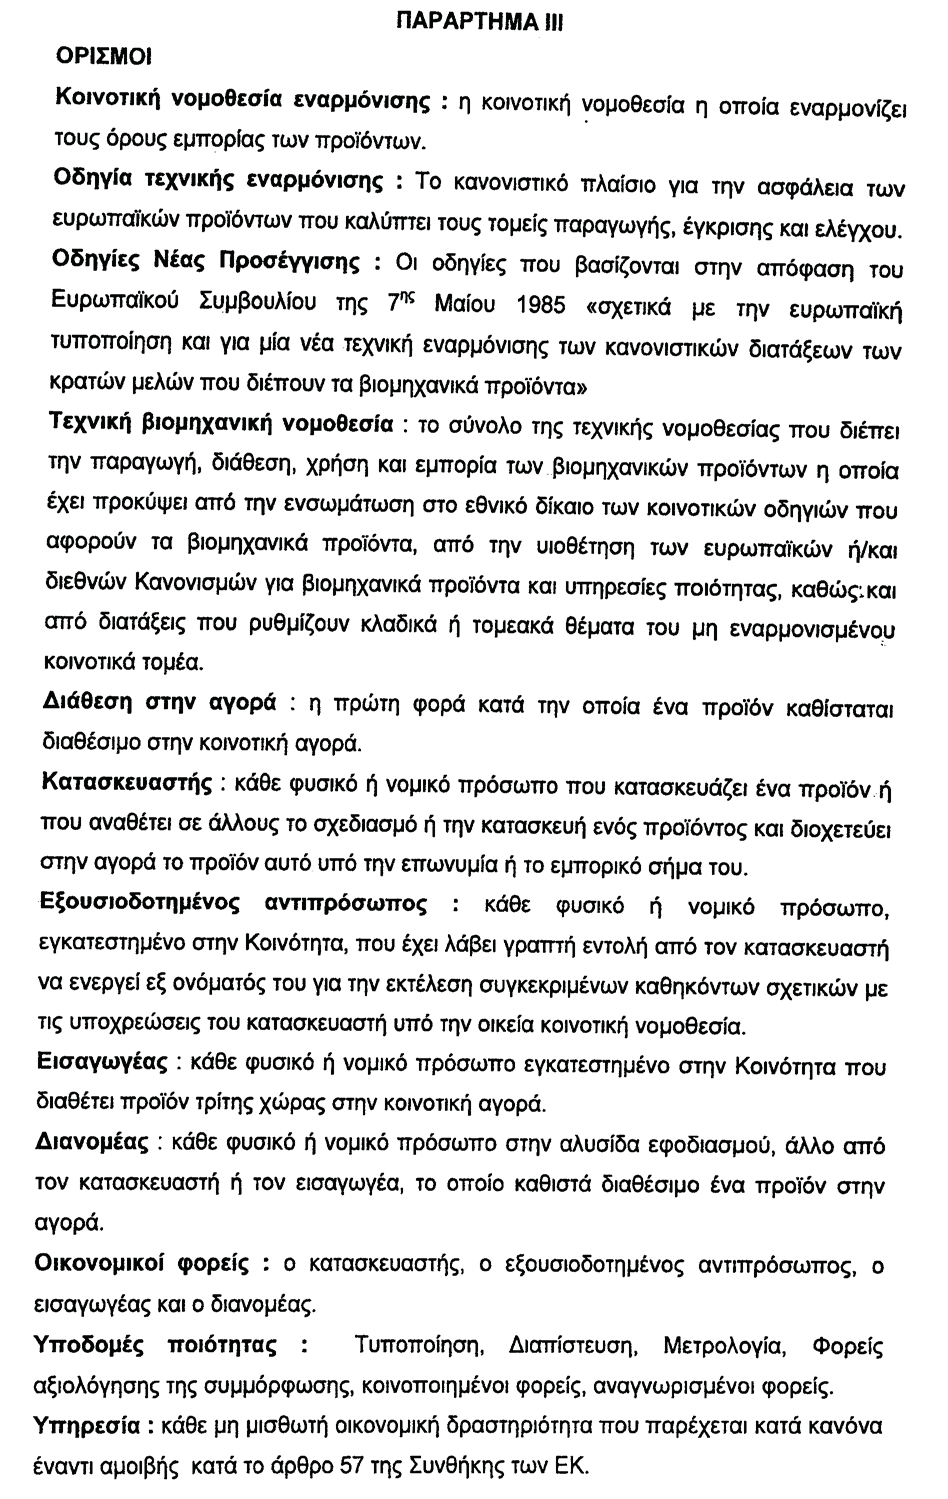 ΠΑΡΑΡΤΗΜΑ ΙΙΙ
ΟΡΙΣΜΟΙ
Κοινοτική νομοθεσία εναρμόνισης : η κοινοτική νομοθεσία η οποία εναρμονίζει
τους όρους εμπορίας των προϊόντων.
Οδηγία τεχνικής εναρμόνισης : Το κανονιστικό πλαίσιο για την ασφάλεια των
ευρωπαϊκών προϊόντων που καλύπτει τους τομείς παραγωγής, έγκρισης και ελέγχου.
Οδηγίες Νέας Προσέγγισης : Οι οδηγίες που βασίζονται στην απόφαση του
Ευρωπαϊκού Συμβουλίου της 7ης Μαίου 1985 «σχετικά με την ευρωπαϊκή
τυποποίηση και για μία νέα τεχνική εναρμόνισης των κανονιστικών διατάξεων των
κρατών μελών που διέπουν τα βιομηχανικά προϊόντα»
Τεχνική βιομηχανική νομοθεσία : το σύνολο της τεχνικής νομοθεσίας που διέπει
την παραγωγή, διάθεση, χρήση και εμπορία των βιομηχανικών προϊόντων η οποία
έχει προκύψει από την ενσωμάτωση στο εθνικό δίκαιο των κοινοτικών οδηγιών που
αφορούν τα βιομηχανικά προϊόντα, από την υιοθέτηση των ευρωπαϊκών ή/και
διεθνών Κανονισμών για βιομηχανικά προϊόντα και υπηρεσίες ποιότητας, καθώς και
από διατάξεις που ρυθμίζουν κλαδικά ή τομεακά θέματα του μη εναρμονισμένου
κοινοτικά τομέα.
Διάθεση στην αγορά : η πρώτη φορά κατά την οποία ένα προϊόν καθίσταται
διαθέσιμο στην κοινοτική αγορά.
Κατασκευαστής : κάθε φυσικό ή νομικό πρόσωπο που κατασκευάζει ένα προϊόν ή
που αναθέτει σε άλλους το σχεδιασμό ή την κατασκευή ενός προϊόντος και διοχετεύει
στην αγορά το προϊόν αυτό υπό την επωνυμία ή το εμπορικό σήμα του.
Εξουσιοδοτημένος αντιπρόσωπος : κάθε φυσικό ή νομικό πρόσωπο,
εγκατεστημένο στην Κοινότητα, που έχει λάβει γραπτή εντολή από τον κατασκευαστή
να ενεργεί εξ ονόματός του για την εκτέλεση συγκεκριμένων καθηκόντων σχετικών με
τις υποχρεώσεις του κατασκευαστή υπό την οικεία κοινοτική νομοθεσία.
Εισαγωγέας : κάθε φυσικό ή νομικό πρόσωπο εγκατεστημένο στην Κοινότητα που
διαθέτει προϊόν τρίτης χώρας στην κοινοτική αγορά.
Διανομέας : κάθε φυσικό ή νομικό πρόσωπο στην αλυσίδα εφοδιασμού, άλλο από
τον κατασκευαστή ή τον εισαγωγέα, το οποίο καθιστά διαθέσιμο ένα προϊόν στην
αγορά.
Οικονομικοί φορείς : ο κατασκευαστής, ο εξουσιοδοτημένος αντιπρόσωπος, ο
εισαγωγέας και ο διανομέας.
Υποδομές ποιότητας : Τυποποίηση, Διαπίστευση, Μετρολογία, Φορείς
αξιολόγησης της συμμόρφωσης, κοινοποιημένοι φορείς, αναγνωρισμένοι φορείς.
Υπηρεσία : κάθε μη μισθωτή οικονομική δραστηριότητα που παρέχεται κατά κανόνα
έναντι αμοιβής κατά το άρθρο 57 της Συνθήκης των ΕΚ.